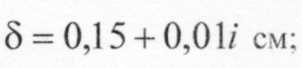 δ = 0,15 + 0,01i см;